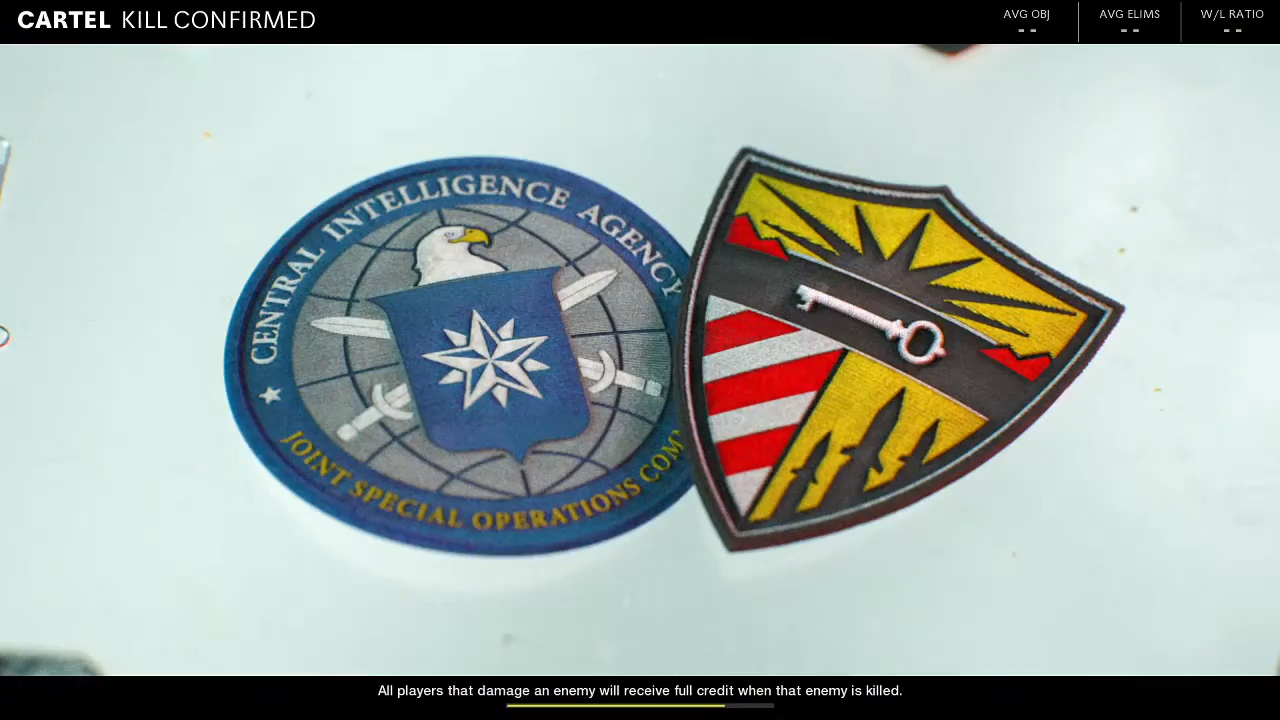 CARTEL KILL CONFIRMED
AVG OBJ
--
AVG ELIMS
--
W/L RATIO
--
CENTRAL INTELLIGENCE AGENCY
JOINT SPECIAL OPERATIONS
All players that damage an enemy will receive full credit when that enemy is killed.